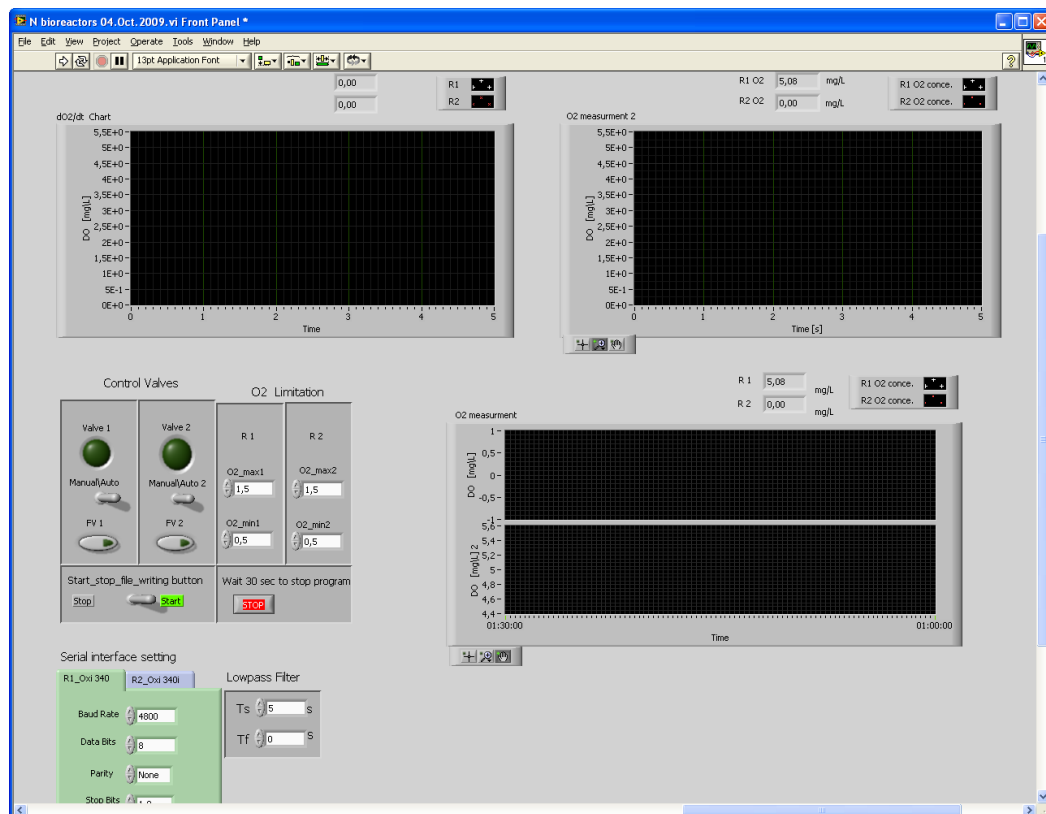 N bioreactors 04.Oct.2009.vi Front Panel *
File Edit View Project Operate Tools Window Help
13pt Application Font
?
0,00
R1
0,00
R2
R1 O2 5,08 mg/L
R2 O2 0,00 mg/L
R1 O2 conce.
R2 O2 conce.
dO2/dt Chart
5,5E+0
5E+0
4,5E+0
4E+0
3,5E+0
3E+0
2,5E+0
2E+0
1,5E+0
1E+0
5E-1
0E+0
DO [mg\L]
0 1 2 3 4 5
Time
O2 measurment 2
5,5E+0
5E+0
4,5E+0
4E+0
3,5E+0
3E+0
2,5E+0
2E+0
1,5E+0
1E+0
5E-1
0E+0
DO [mg\L]
0 1 2 3 4 5
Time [s]
Control Valves
O2 Limitation
Valve 1
Valve 2
R 1
R 2
Manual\Auto
Manual\Auto 2
O2_max1
1,5
O2_max2
1,5
FV 1
FV 2
O2_min1
0,5
O2_min2
0,5
Start_stop_file_writing button
Stop
Start
Wait 30 sec to stop program
STOP
R 1 5,08 mg/L
R 2 0,00 mg/L
R1 O2 conce.
R2 O2 conce.
O2 measurment
1
0,5
0
-0,5
-1
DO [mg\L]
5,6
5,4
5,2
5
4,8
4,6
4,4
DO [mg\L] 2
01:30:00 01:00:00
Time
Serial interface setting
R1_Oxi 340
R2_Oxi 340i
Baud Rate 4800
Data Bits 8
Parity None
Stop Bits
Lowpass Filter
Ts 5 s
Tf 0 s